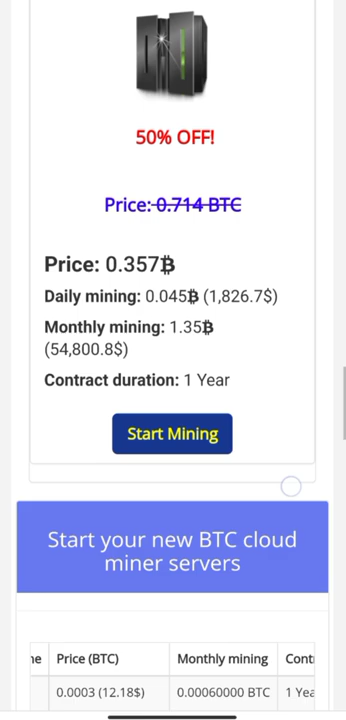 50% OFF!
Price: 0.714 BTC
Price: 0.357₿
Daily mining: 0.045₿ (1,826.7$)
Monthly mining: 1.35₿
(54,800.8$)
Contract duration: 1 Year
Start Mining
Start your new BTC cloud
miner servers
ne Price (BTC) Monthly mining Cont
0.0003 (12.18$) 0.00060000 BTC 1 Yea